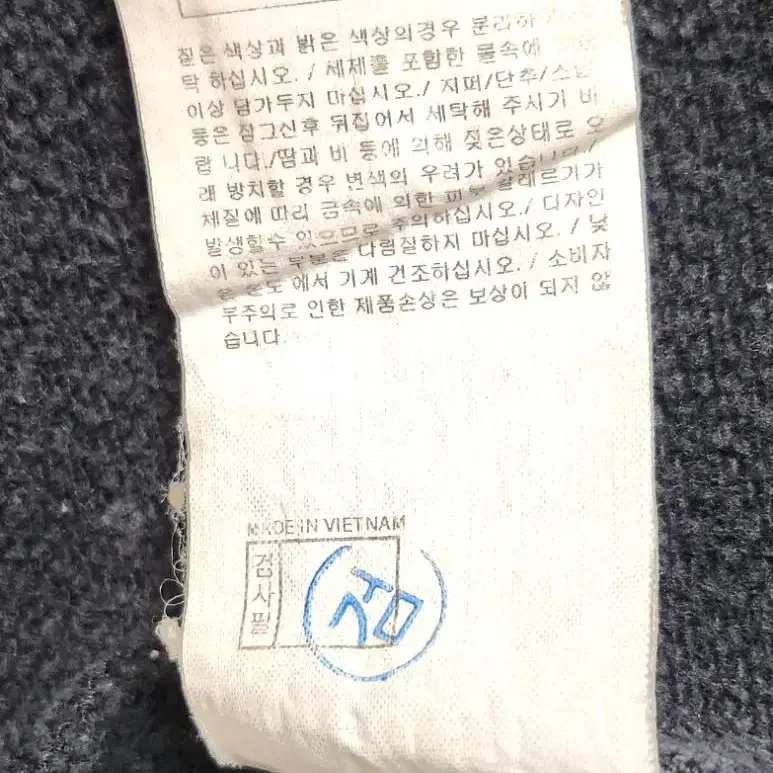 짙은 색상과 밝은 색상의경우 분리하
탁 하십시오. / 세제를 포함한 물속에
이상 담가두지 마십시오./ 지퍼/단추/스냅
등은 잠그신후 뒤집어서 세탁해 주시기 바
랍 니다./땀과 비 등에 의해 젖은상태로 오
래 방치할 경우 변색의 우려가 있습니다./
체질에 따라 금속에 의한 피부 알레르기가
발생할수 있으므로 주의하십시오./ 디자인
이 있는 부분은 다림질하지 마십시오. / 낮
은 온도 에서 기계 건조하십시오. / 소비자
부주의로 인한 제품손상은 보상이 되지 않
습니다.
MADE IN VIETNAM
검사필
검